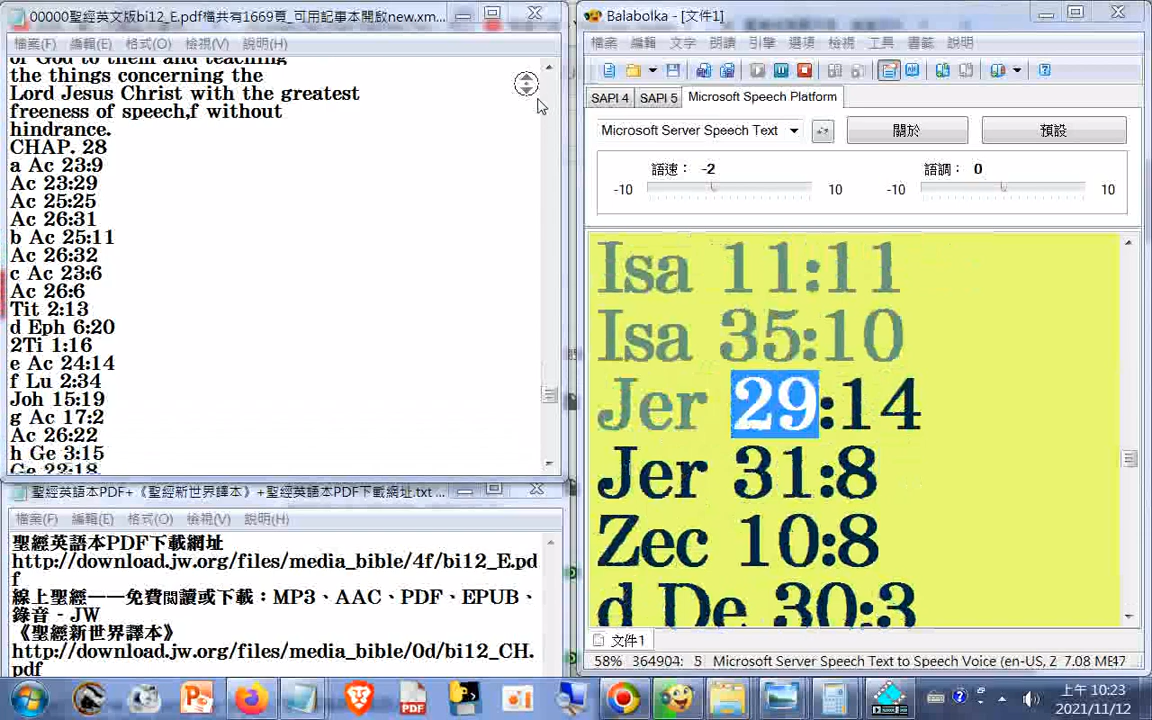 00000聖經英文版bi12_E.pdf檔共有1669頁_可用記事本開啟new.xm...
檔案(F) 編輯(E) 格式(O) 檢視(V) 說明(H)
of God to them and teaching
the things concerning the
Lord Jesus Christ with the greatest
freeness of speech,f without
hindrance.
CHAP. 28
a Ac 23:9
Ac 23:29
Ac 25:25
Ac 26:31
b Ac 25:11
Ac 26:32
c Ac 23:6
Ac 26:6
Tit 2:13
d Eph 6:20
2Ti 1:16
e Ac 24:14
f Lu 2:34
Joh 15:19
g Ac 17:2
Ac 26:22
h Ge 3:15
Ge 22:18
聖經英語本PDF+《聖經新世界譯本》+聖經英語本PDF下載網址.txt ...
檔案(F) 編輯(E) 格式(O) 檢視(V) 說明(H)
聖經英語本PDF下載網址
http://download.jw.org/files/media_bible/4f/bi12_E.pd
f
線上聖經——免費閱讀或下載：MP3、AAC、PDF、EPUB、
錄音 - JW
《聖經新世界譯本》
http://download.jw.org/files/media_bible/0d/bi12_CH.
pdf
Balabolka - [文件1]
檔案 編輯 文字 朗讀 引擎 選項 檢視 工具 書籤 說明
SAPI 4 SAPI 5 Microsoft Speech Platform
Microsoft Server Speech Text 關於 預設
語速： -2 語調： 0
-10 10 -10 10
Isa 11:11
Isa 35:10
Jer 29:14
Jer 31:8
Zec 10:8
d De 30:3
文件1
58% 364904: 5 Microsoft Server Speech Text to Speech Voice (en-US, Z 7.08 MB 47
PDF
上午 10:23
2021/11/12